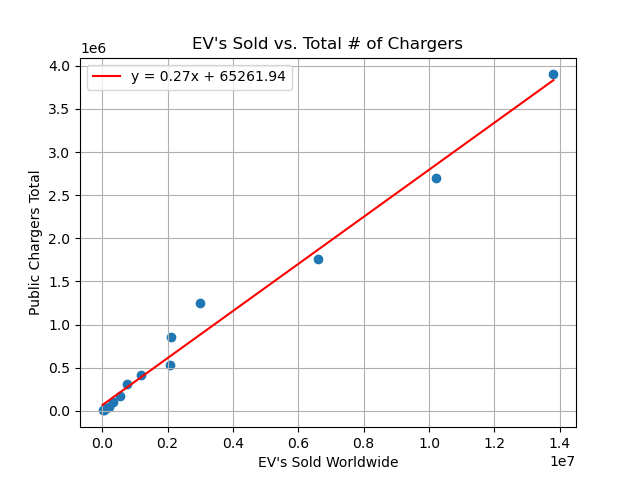 EV's Sold vs. Total # of Chargers
1e6
y = 0.27x + 65261.94
4.0
3.5
3.0
2.5
2.0
1.5
1.0
0.5
0.0
Public Chargers Total
0.0 0.2 0.4 0.6 0.8 1.0 1.2 1.4
EV's Sold Worldwide
1e7